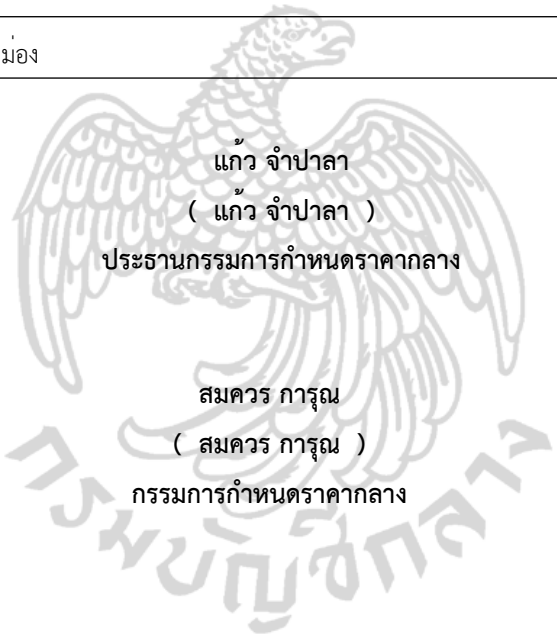 ม่อง
แก้ว จำปาลา
( แก้ว จำปาลา )
ประธานกรรมการกำหนดราคากลาง
สมควร การุณ
( สมควร การุณ )
กรรมการกำหนดราคากลาง
กรมบัญชีกลาง